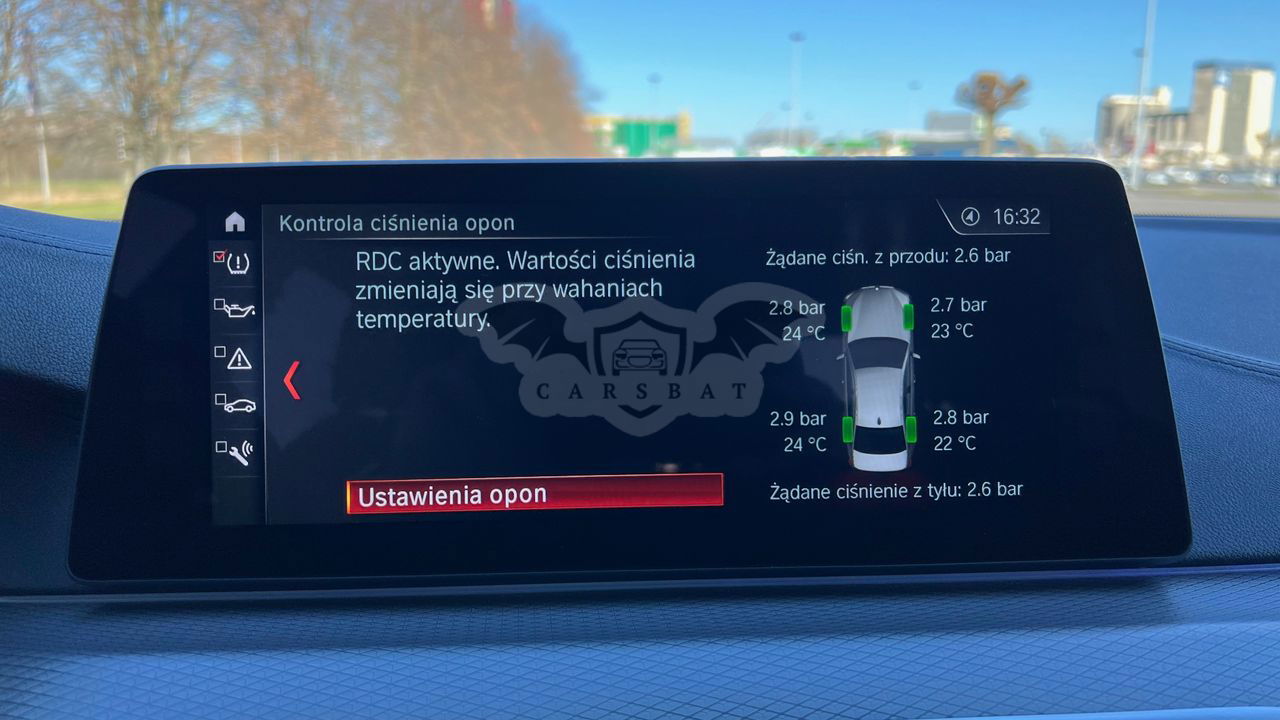 Kontrola ciśnienia opon
16:32
RDC aktywne. Wartości ciśnienia
zmieniają się przy wahaniach
temperatury.
Żądane ciśn. z przodu: 2.6 bar
2.8 bar
24 °C
2.7 bar
23 °C
CARSBAT
2.9 bar
24 °C
2.8 bar
22 °C
Ustawienia opon
Żądane ciśnienie z tyłu: 2.6 bar